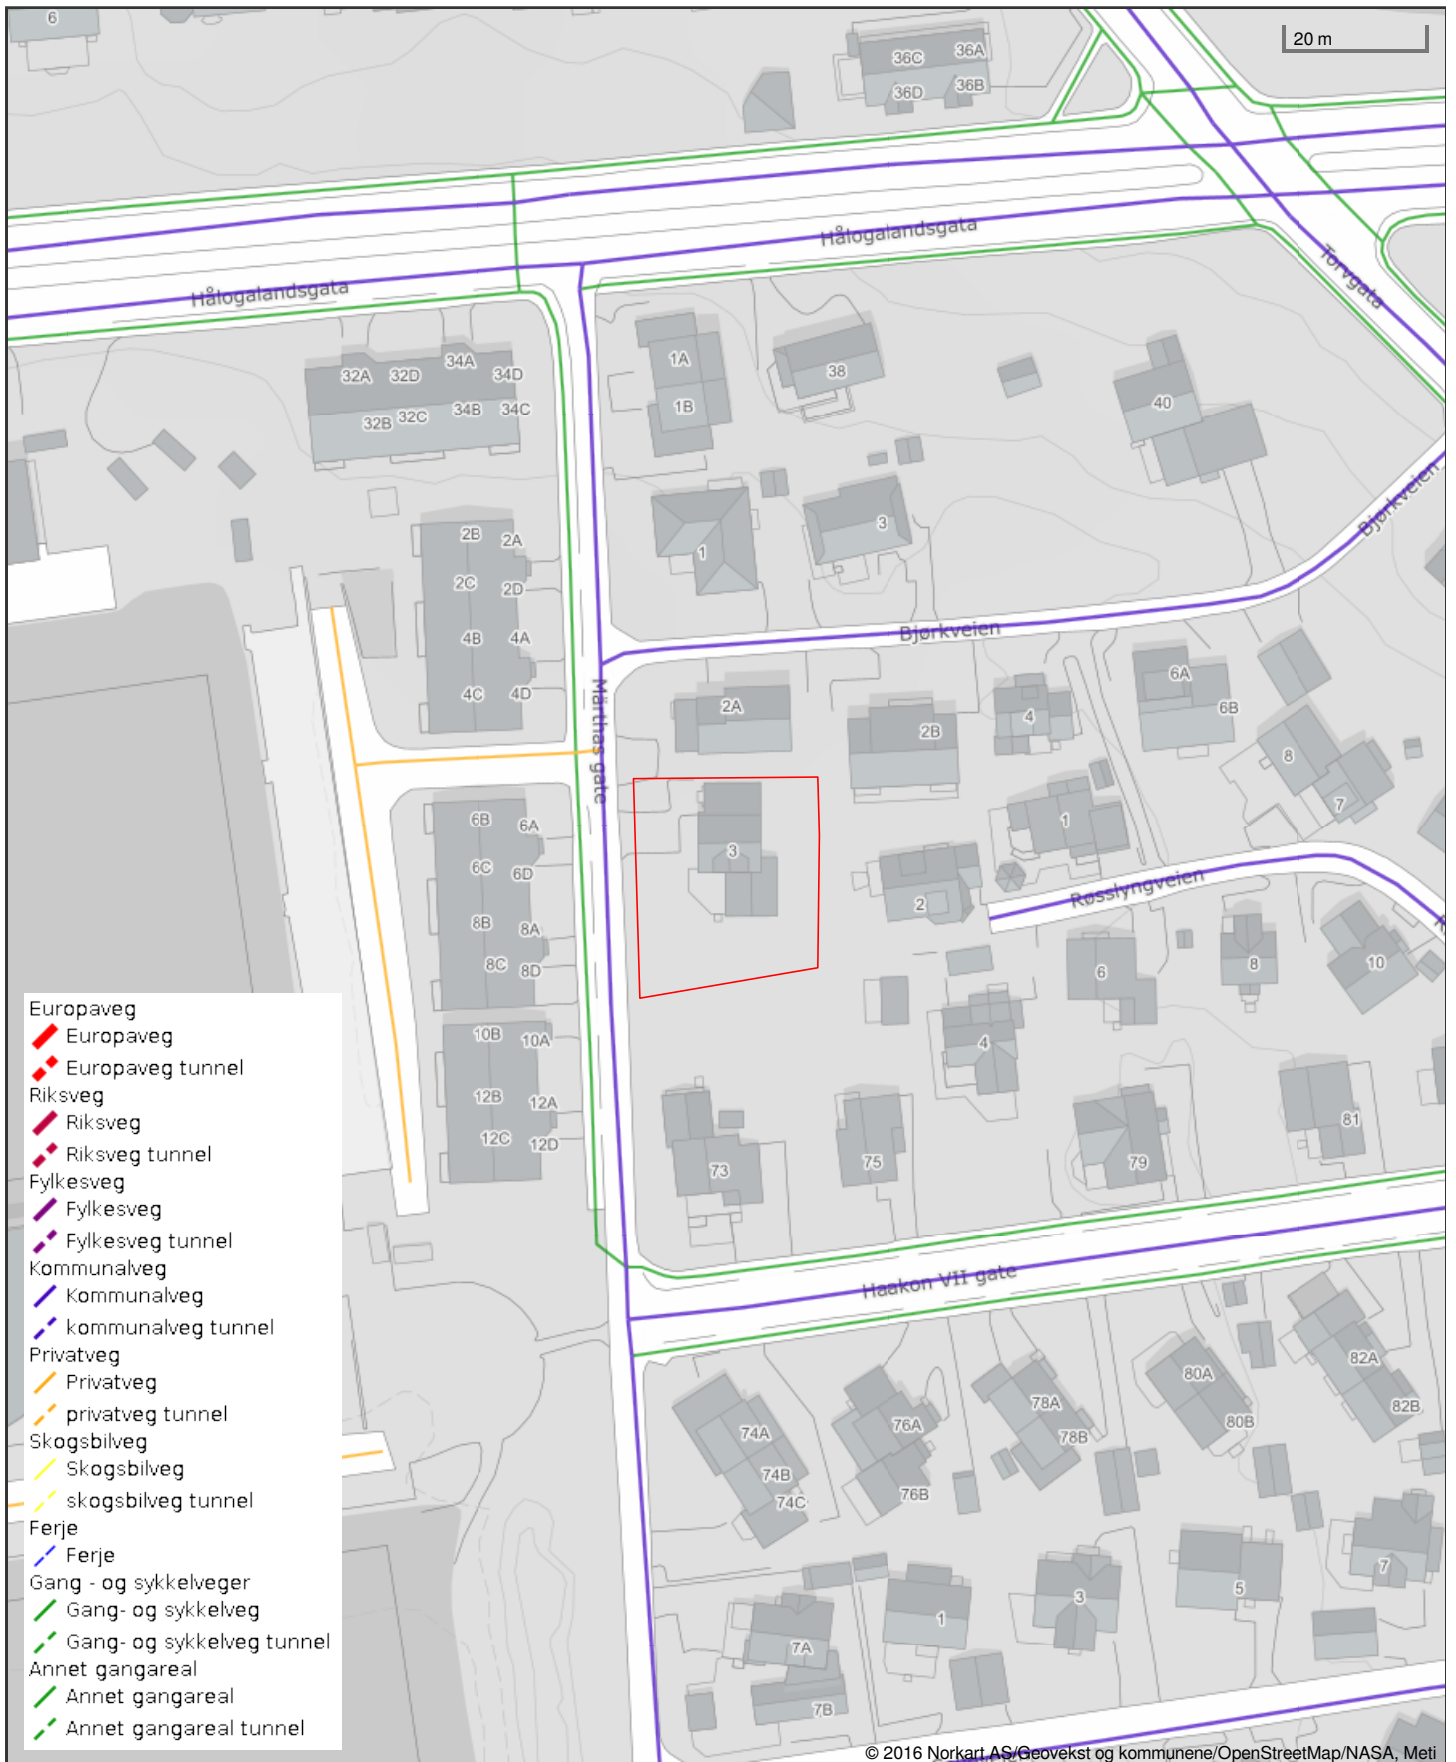 6
36C 36A
36D 36B
20 m
Hålogalandsgata
Hålogalandsgata
Torvgata
32A 32D 34A 34D
32B 32C 34B 34C
1A
1B
38
40
3
1
Bjørkveien
2B 2A
2C 2D
4B 4A
4C 4D
Bjørkveien
Märthas gate
2A
2B
4
6A
6B
8
7
1
3
2
Røsslyngveien
6B 6A
6C 6D
8B 8A
8C 8D
6
8
10
10B 10A
12B 12A
12C 12D
4
73
75
79
81
Haakon VII gate
74A
74B
74C
76A
76B
78A
78B
80A
80B
82A
82B
7A
7B
1
3
5
7
Europaveg
Europaveg
Europaveg tunnel
Riksveg
Riksveg
Riksveg tunnel
Fylkesveg
Fylkesveg
Fylkesveg tunnel
Kommunalveg
Kommunalveg
kommunalveg tunnel
Privatveg
Privatveg
privatveg tunnel
Skogsbilveg
Skogsbilveg
skogsbilveg tunnel
Ferje
Ferje
Gang - og sykkelveger
Gang- og sykkelveg
Gang- og sykkelveg tunnel
Annet gangareal
Annet gangareal
Annet gangareal tunnel
© 2016 Norkart AS/Geovekst og kommunene/OpenStreetMap/NASA, Meti